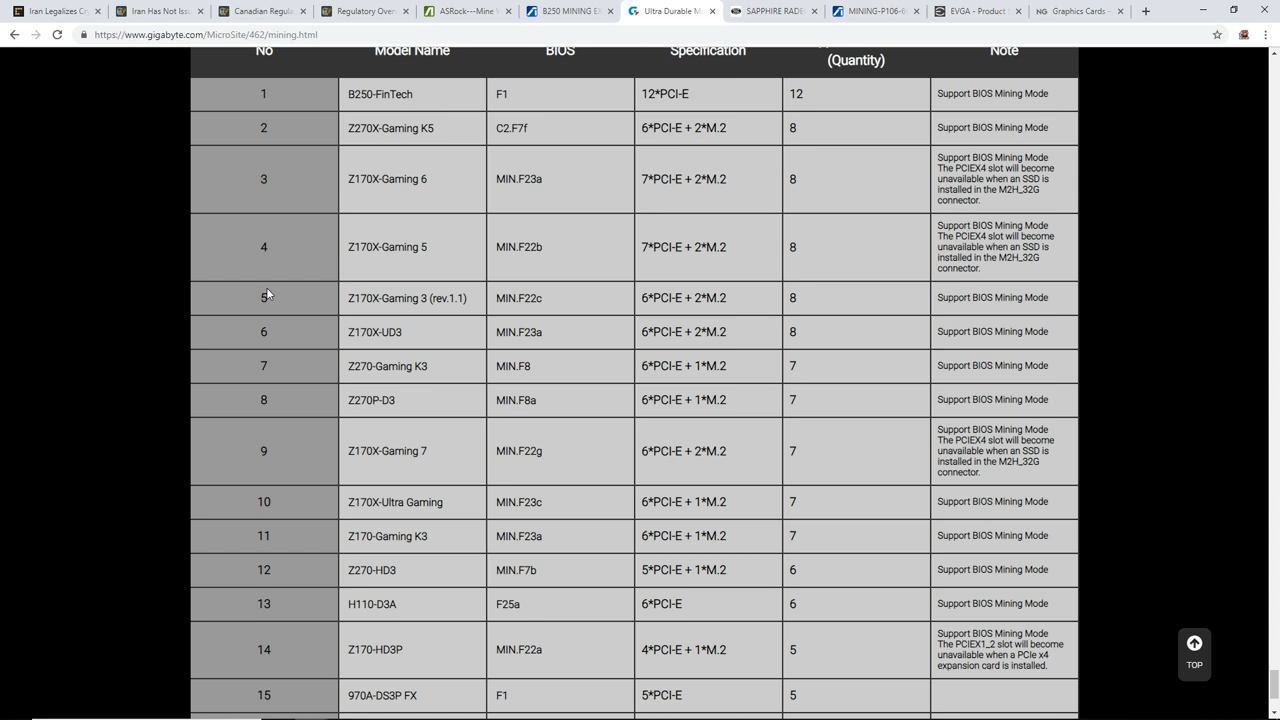 Iran Legalizes Cr
Iran Has Not Issu
Canadian Regula
Regulatory Over
ASRock---Mine V
B250 MINING EX
Ultra Durable M
SAPPHIRE RADE
MINING-P106-6
EVGA - Product
Graphics Cards -
https://www.gigabyte.com/MicroSite/462/mining.html
No Model Name BIOS Specification (Quantity) Note
1 B250-FinTech F1 12*PCI-E 12 Support BIOS Mining Mode
2 Z270X-Gaming K5 C2.F7f 6*PCI-E + 2*M.2 8 Support BIOS Mining Mode
3 Z170X-Gaming 6 MIN.F23a 7*PCI-E + 2*M.2 8 Support BIOS Mining Mode
The PCIEX4 slot will become
unavailable when an SSD is
installed in the M2H_32G
connector.
4 Z170X-Gaming 5 MIN.F22b 7*PCI-E + 2*M.2 8 Support BIOS Mining Mode
The PCIEX4 slot will become
unavailable when an SSD is
installed in the M2H_32G
connector.
5 Z170X-Gaming 3 (rev.1.1) MIN.F22c 6*PCI-E + 2*M.2 8 Support BIOS Mining Mode
6 Z170X-UD3 MIN.F23a 6*PCI-E + 2*M.2 8 Support BIOS Mining Mode
7 Z270-Gaming K3 MIN.F8 6*PCI-E + 1*M.2 7 Support BIOS Mining Mode
8 Z270P-D3 MIN.F8a 6*PCI-E + 1*M.2 7 Support BIOS Mining Mode
9 Z170X-Gaming 7 MIN.F22g 6*PCI-E + 2*M.2 7 Support BIOS Mining Mode
The PCIEX4 slot will become
unavailable when an SSD is
installed in the M2H_32G
connector.
10 Z170X-Ultra Gaming MIN.F23c 6*PCI-E + 1*M.2 7 Support BIOS Mining Mode
11 Z170-Gaming K3 MIN.F23a 6*PCI-E + 1*M.2 7 Support BIOS Mining Mode
12 Z270-HD3 MIN.F7b 5*PCI-E + 1*M.2 6 Support BIOS Mining Mode
13 H110-D3A F25a 6*PCI-E 6 Support BIOS Mining Mode
14 Z170-HD3P MIN.F22a 4*PCI-E + 1*M.2 5 Support BIOS Mining Mode
The PCIEX1_2 slot will become
unavailable when a PCIe x4
expansion card is installed.
TOP
15 970A-DS3P FX F1 5*PCI-E 5